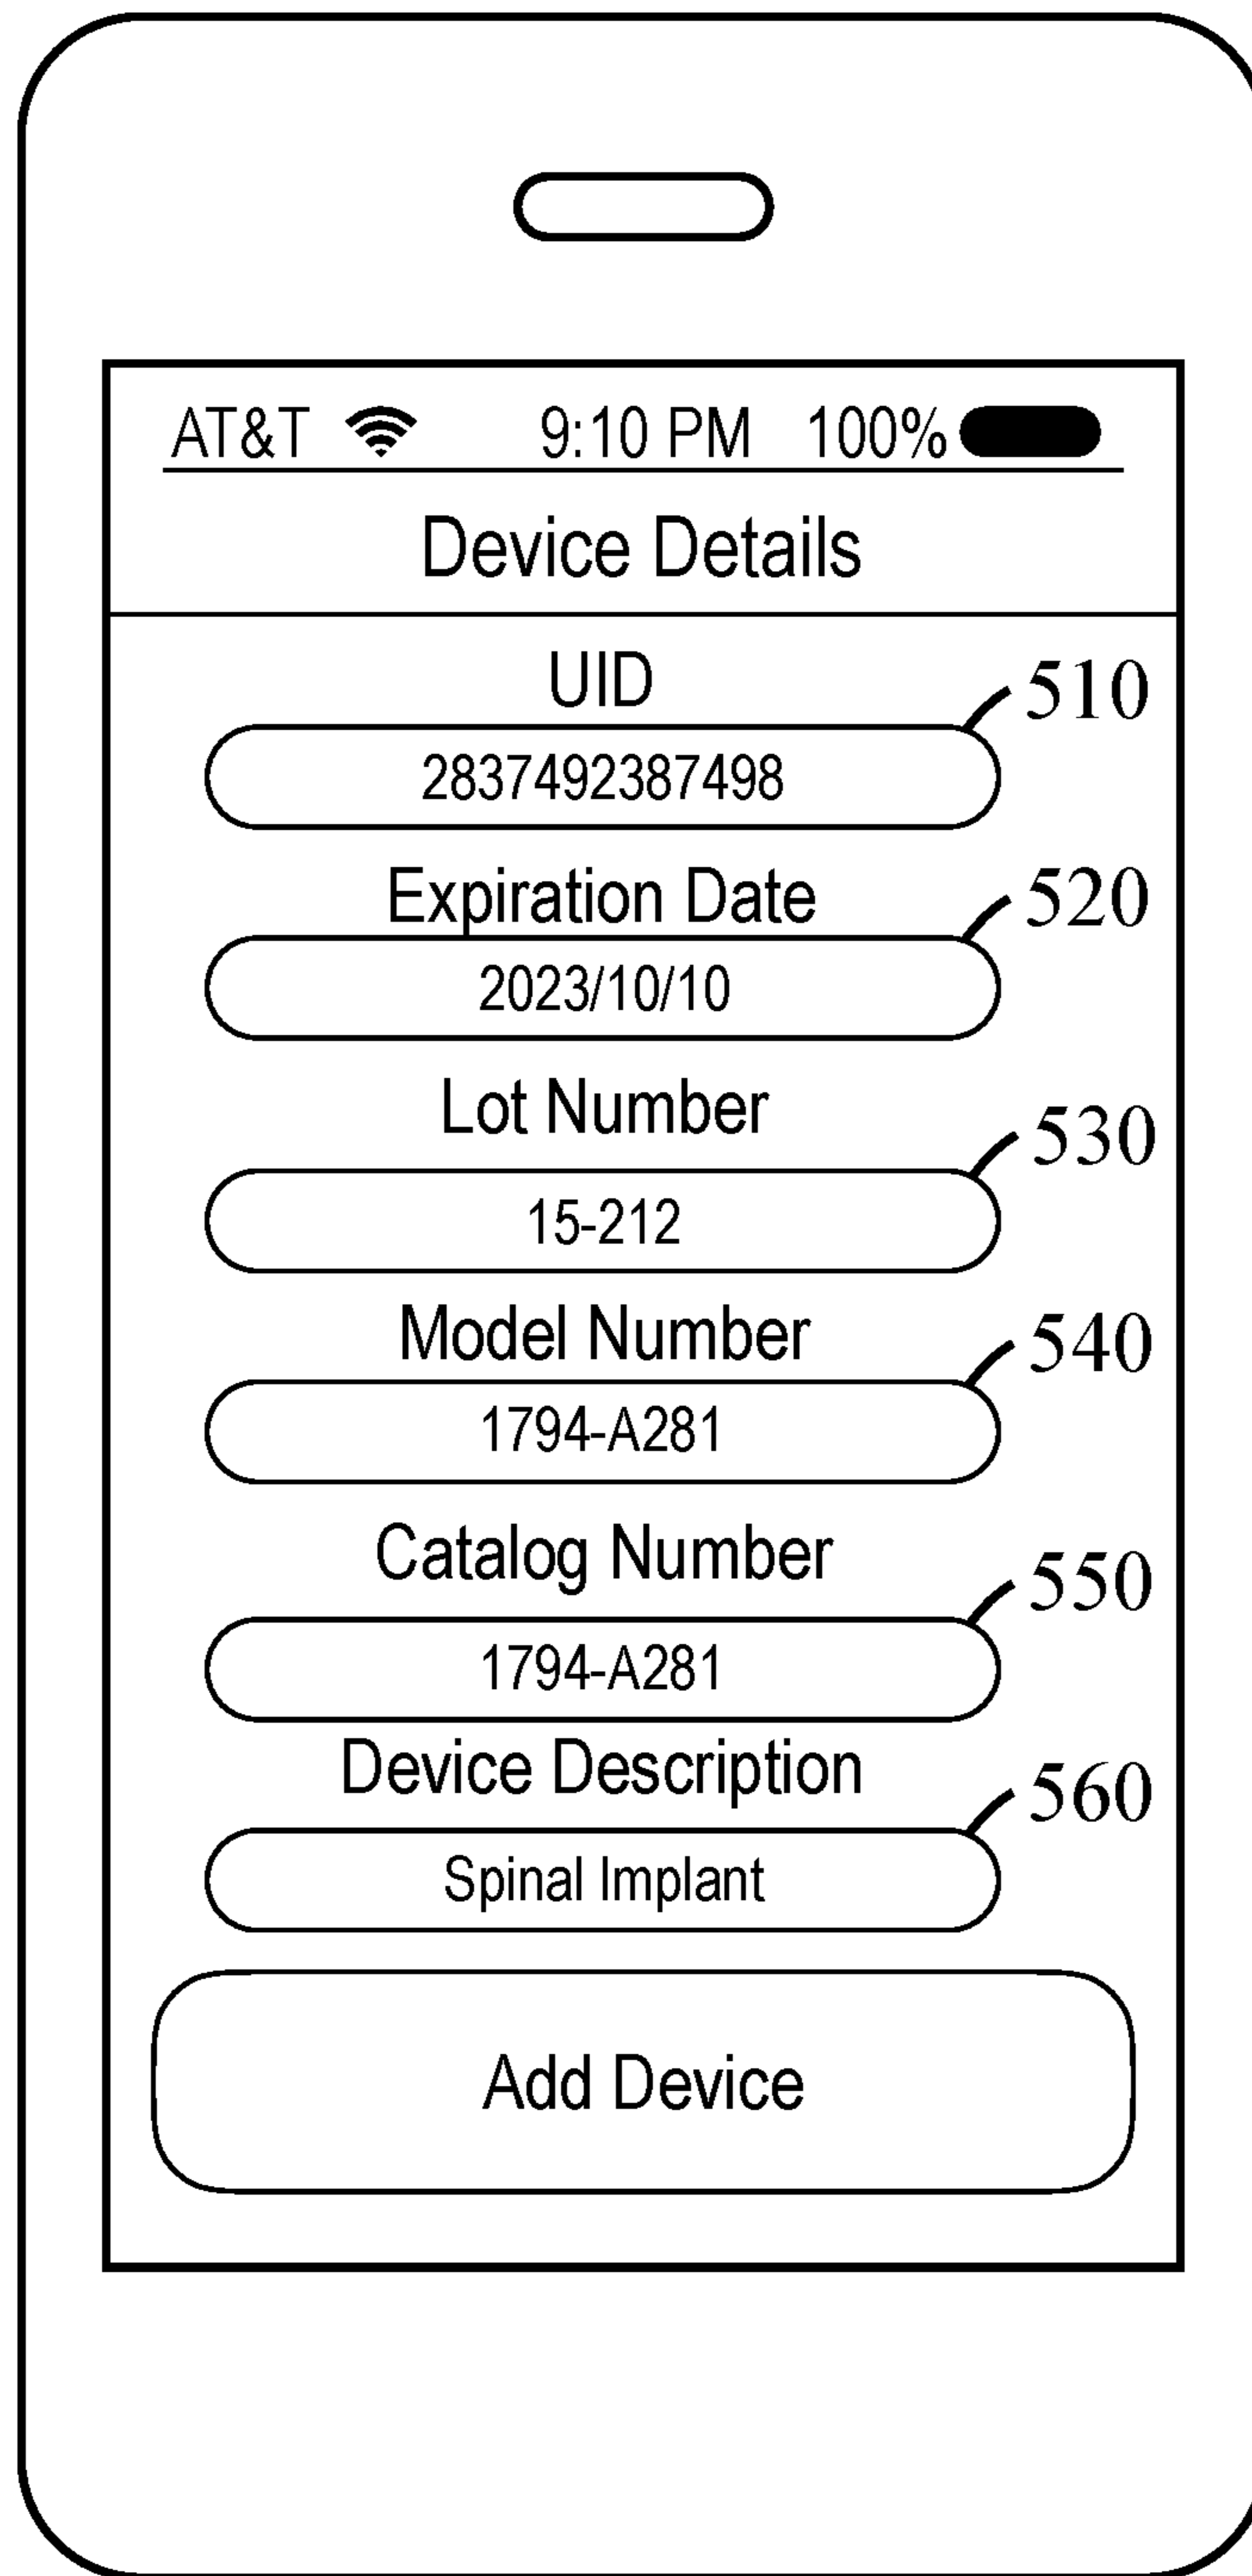 AT&T 9:10 PM 100%
Device Details
UID
510
2837492387498
Expiration Date
520
2023/10/10
Lot Number
530
15-212
Model Number
540
1794-A281
Catalog Number
550
1794-A281
Device Description
560
Spinal Implant
Add Device